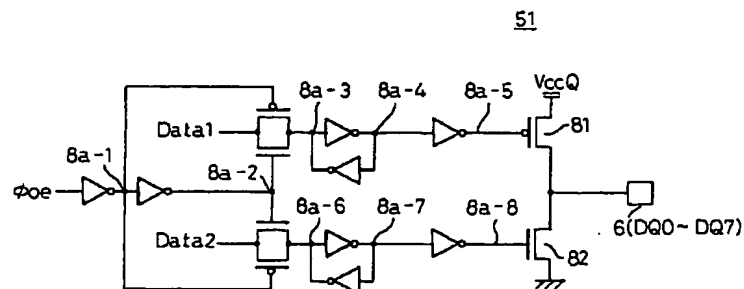 51
VccQ
8a-3
8a-4
8a-5
81
Data1
8a-1
8a-2
8a-6
8a-7
8a-8
φoe
Data2
82
6(DQ0~DQ7)